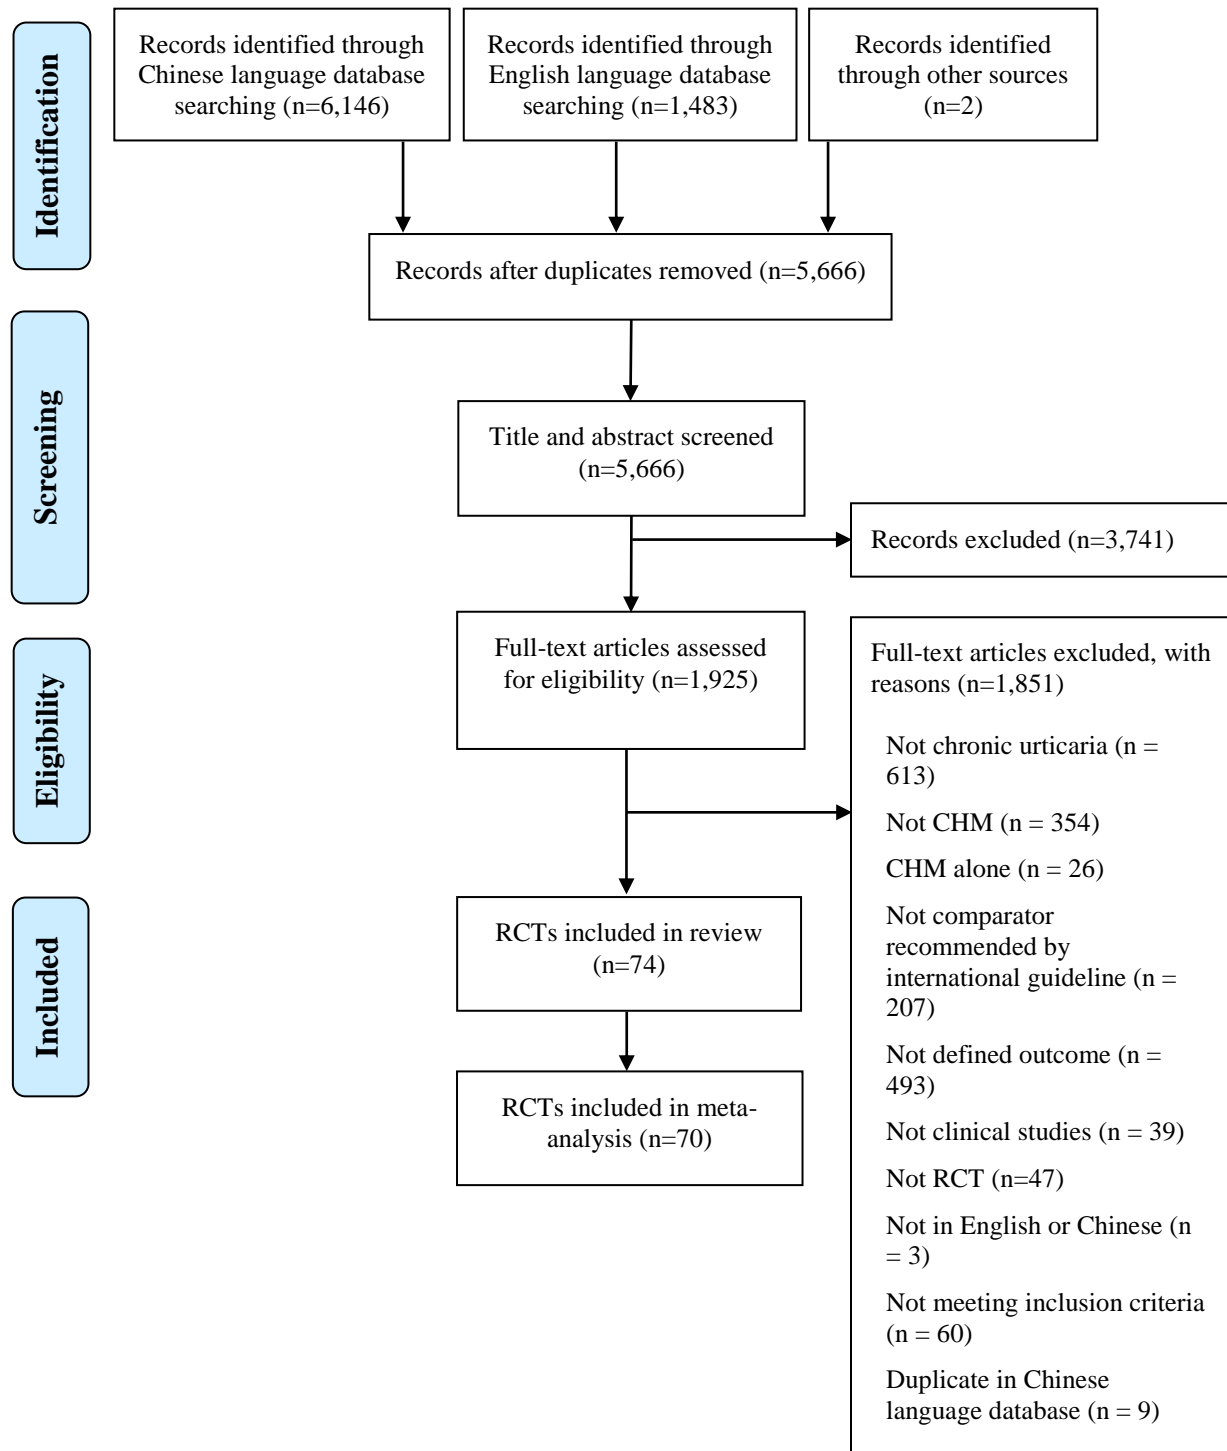 Identification
Records identified through
Chinese language database
searching (n=6,146)
Records identified through
English language database
searching (n=1,483)
Records identified
through other sources
(n=2)
Records after duplicates removed (n=5,666)
Screening
Title and abstract screened
(n=5,666)
Records excluded (n=3,741)
Eligibility
Full-text articles assessed
for eligibility (n=1,925)
Full-text articles excluded, with
reasons (n=1,851)
Not chronic urticaria (n =
613)
Not CHM (n = 354)
CHM alone (n = 26)
Not comparator
recommended by
international guideline (n =
207)
Not defined outcome (n =
493)
Not clinical studies (n = 39)
Not RCT (n=47)
Not in English or Chinese (n
= 3)
Not meeting inclusion criteria
(n = 60)
Duplicate in Chinese
language database (n = 9)
Included
RCTs included in review
(n=74)
RCTs included in meta-
analysis (n=70)